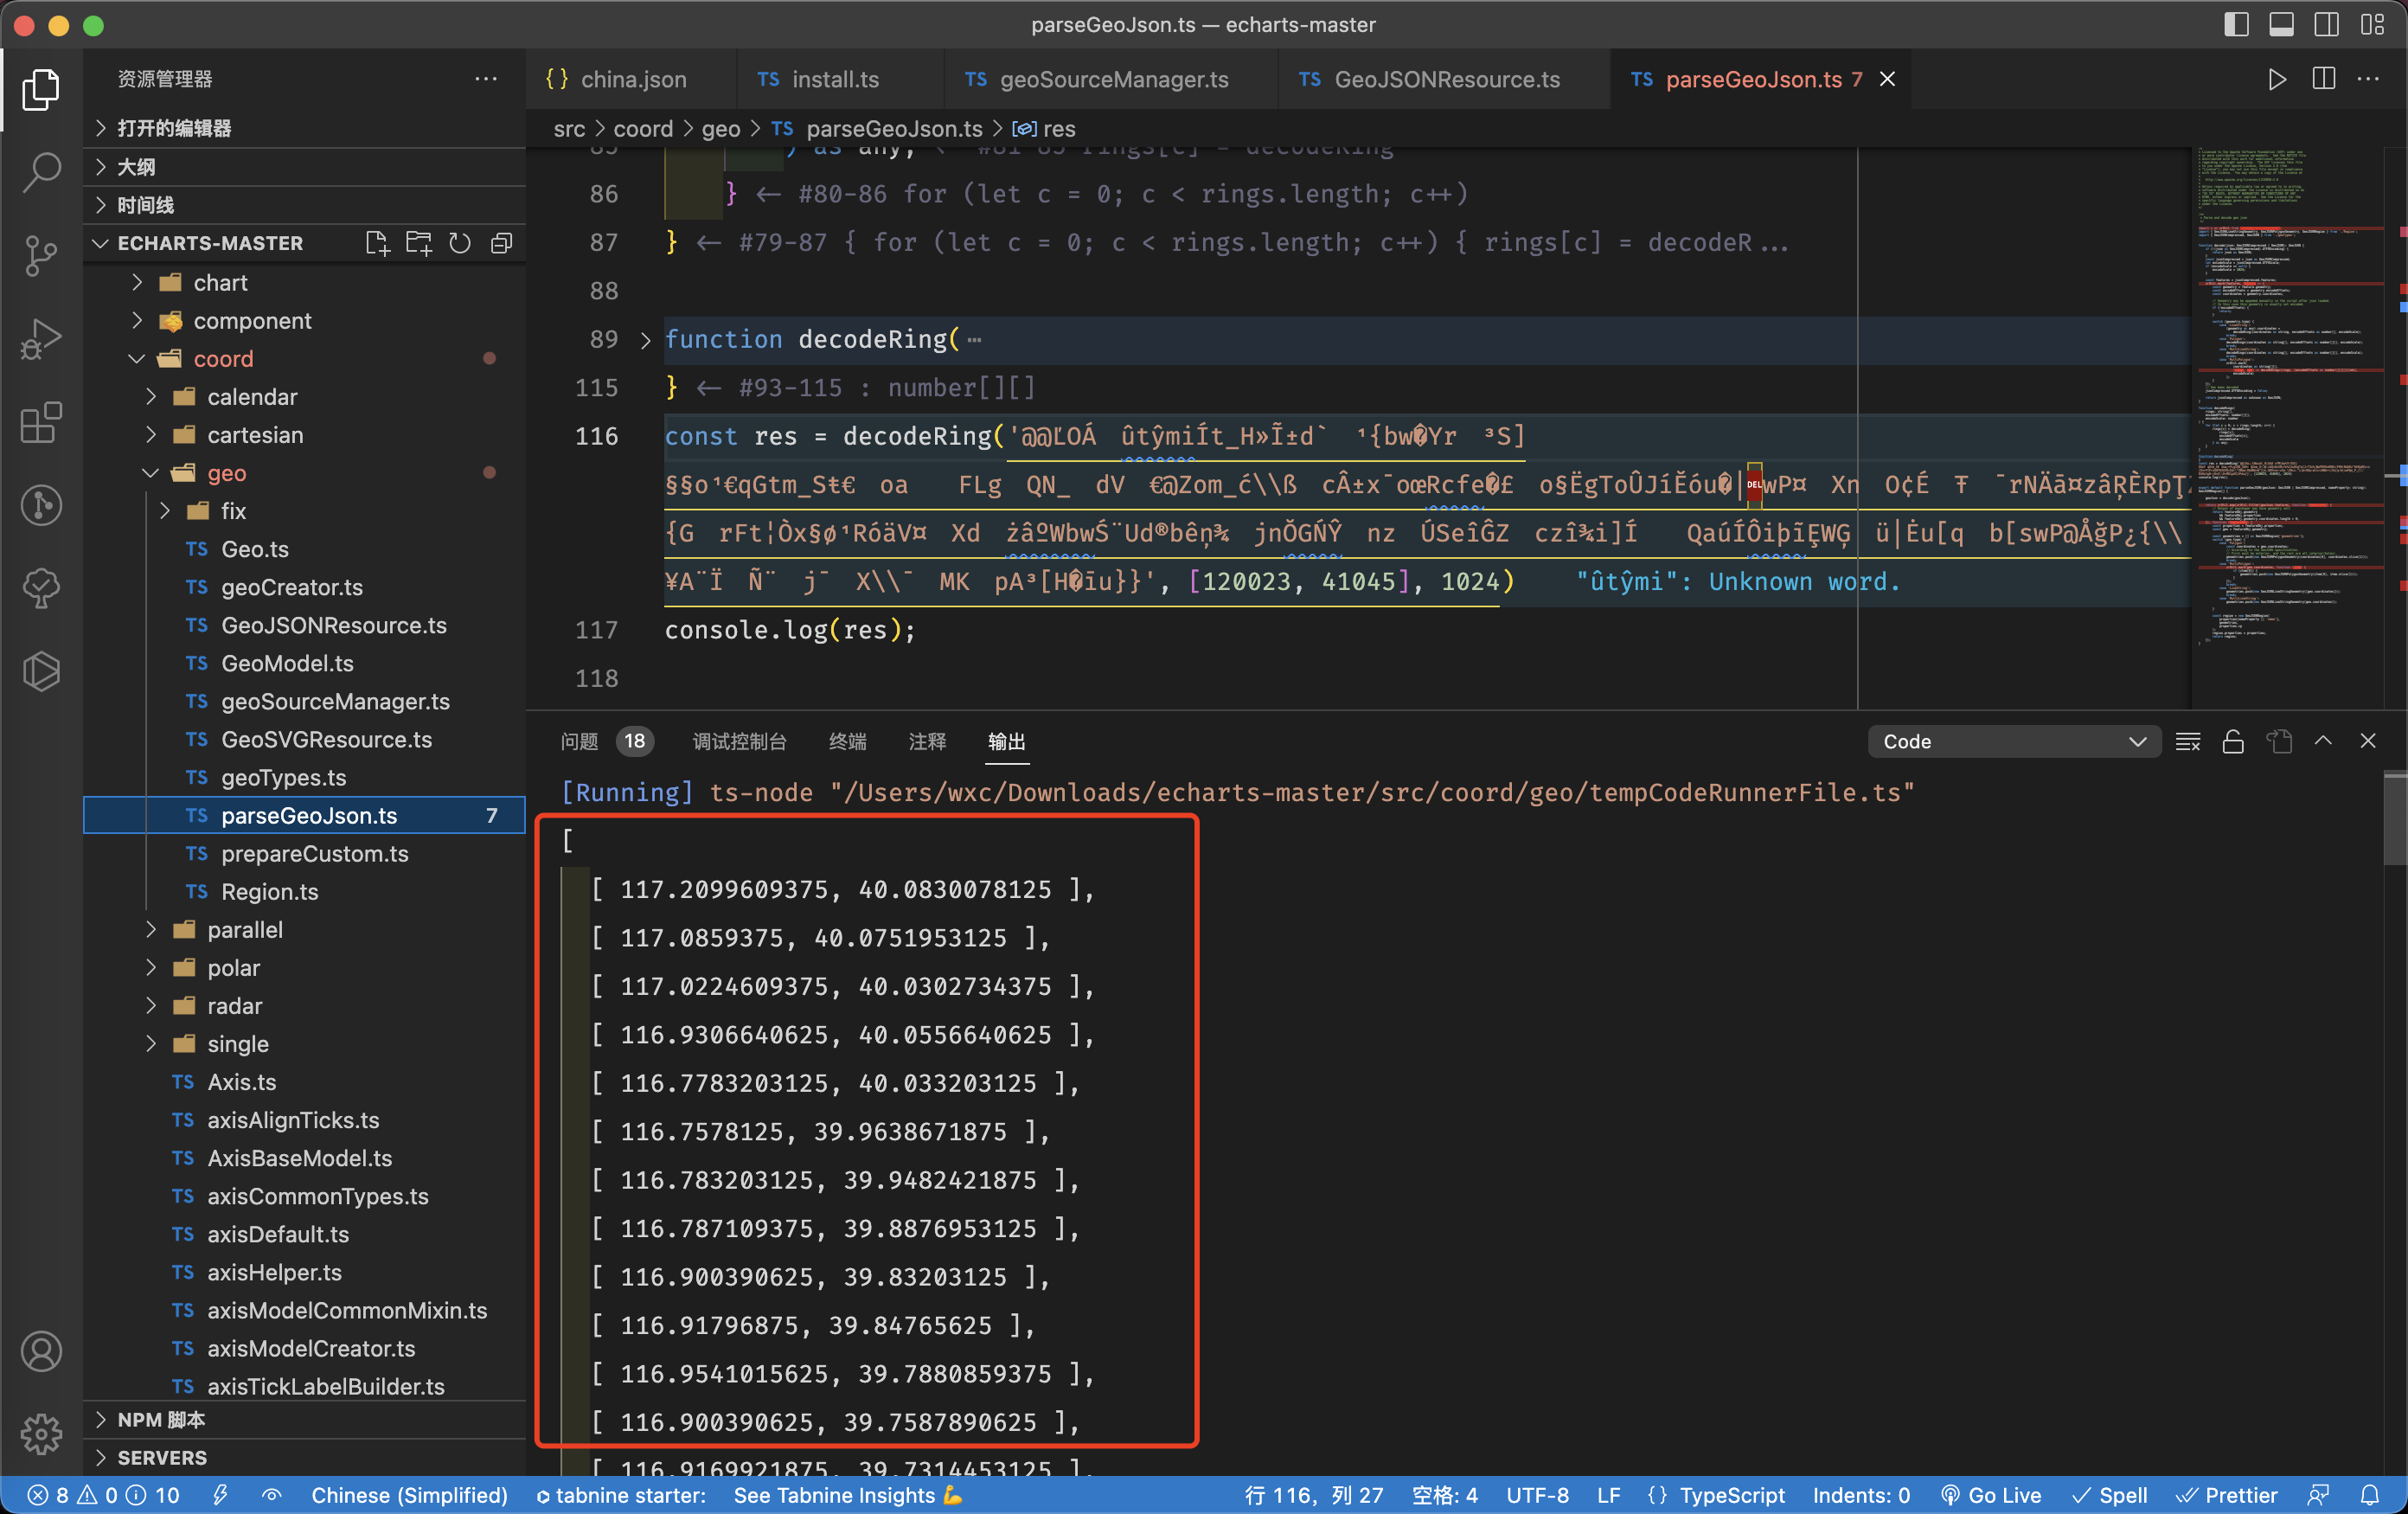 parseGeoJson.ts — echarts-master
资源管理器
打开的编辑器
大纲
时间线
ECHARTS-MASTER
chart
component
coord
calendar
cartesian
geo
fix
TS Geo.ts
TS geoCreator.ts
TS GeoJSONResource.ts
TS GeoModel.ts
TS geoSourceManager.ts
TS GeoSVGResource.ts
TS geoTypes.ts
TS parseGeoJson.ts 7
TS prepareCustom.ts
TS Region.ts
parallel
polar
radar
single
TS Axis.ts
TS axisAlignTicks.ts
TS AxisBaseModel.ts
TS axisCommonTypes.ts
TS axisDefault.ts
TS axisHelper.ts
TS axisModelCommonMixin.ts
TS axisModelCreator.ts
TS axisTickLabelBuilder.ts
NPM 脚本
SERVERS
{} china.json
TS install.ts
TS geoSourceManager.ts
TS GeoJSONResource.ts
TS parseGeoJson.ts 7
src > coord > geo > TS parseGeoJson.ts > res
85 ) as any; ← #81-85 rings[c] = decodeRing
86 } ← #80-86 for (let c = 0; c < rings.length; c++)
87 } ← #79-87 { for (let c = 0; c < rings.length; c++) { rings[c] = decodeR...
88
89 function decodeRing( ⋯
115 } ← #93-115 : number[][]
116 const res = decodeRing('@@ĽOÁ ûtŷmiÍt_H»Ĩ±d` ¹{bw�Yr ³S]
[120023, 41045], 1024) "ûtŷmi": Unknown word.
117 console.log(res);
118
问题 18 调试控制台 终端 注释 输出
Code
[Running] ts-node "/Users/wxc/Downloads/echarts-master/src/coord/geo/tempCodeRunnerFile.ts"
[
[ 117.2099609375, 40.0830078125 ],
[ 117.0859375, 40.0751953125 ],
[ 117.0224609375, 40.0302734375 ],
[ 116.9306640625, 40.0556640625 ],
[ 116.7783203125, 40.033203125 ],
[ 116.7578125, 39.9638671875 ],
[ 116.783203125, 39.9482421875 ],
[ 116.787109375, 39.8876953125 ],
[ 116.900390625, 39.83203125 ],
[ 116.91796875, 39.84765625 ],
[ 116.9541015625, 39.7880859375 ],
[ 116.900390625, 39.7587890625 ],
[ 116.9169921875, 39.7314453125 ],
8 0 10 Chinese (Simplified) tabnine starter: See Tabnine Insights 💪 行 116，列 27 空格: 4 UTF-8 LF {} TypeScript Indents: 0 Go Live Spell Prettier